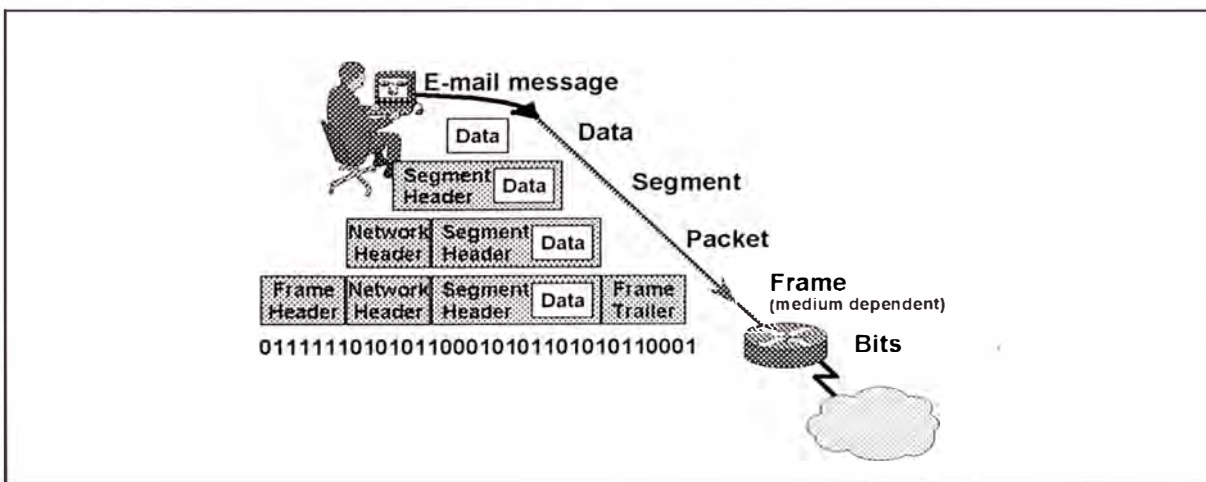 E-mail message
Data
Data
Segment Header
Data
Segment
Network Header
Segment Header
Data
Packet
Frame Header
Network Header
Segment Header
Data
Frame Trailer
Frame
(medium dependent)
0111111010101100010101101010110001
Bits